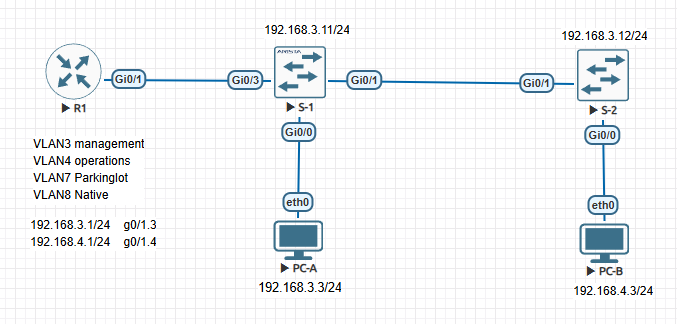 192.168.3.11/24
192.168.3.12/24
ARISTA
Gi0/1
Gi0/3
Gi0/1
Gi0/1
R1
S-1
S-2
Gi0/0
Gi0/0
VLAN3 management
VLAN4 operations
VLAN7 Parkinglot
VLAN8 Native
eth0
eth0
192.168.3.1/24 g0/1.3
192.168.4.1/24 g0/1.4
PC-A
PC-B
192.168.3.3/24
192.168.4.3/24